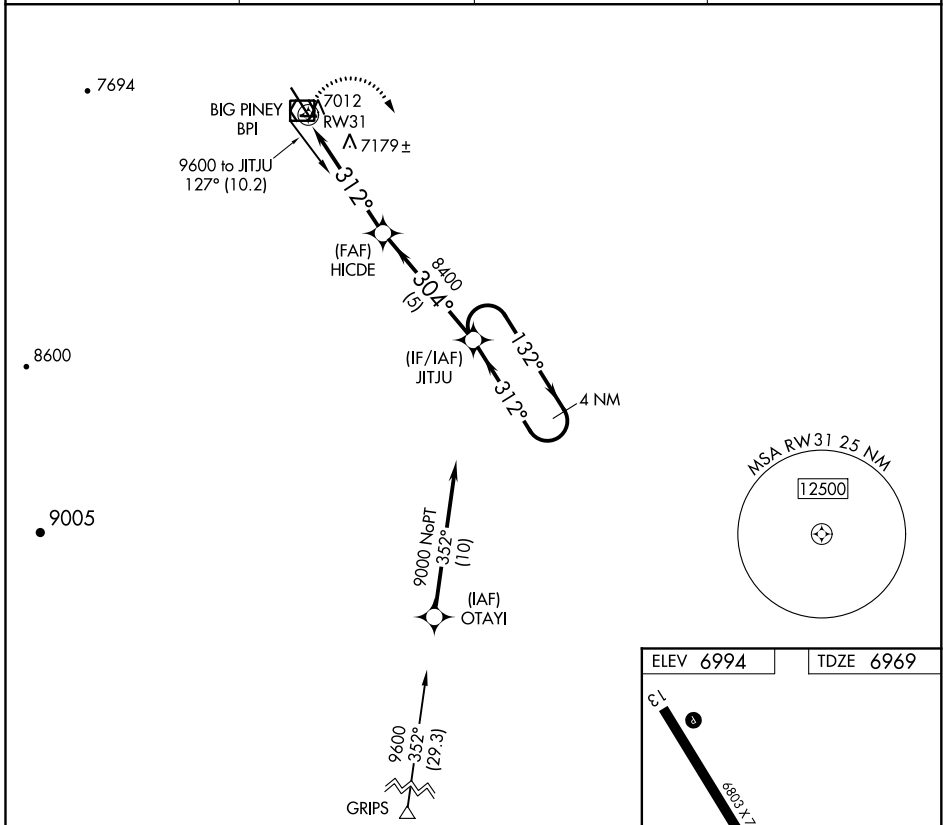 7694
BIG PINEY
BPI
7012
RW31
7179±
9600 to JITJU
127° (10.2)
312°
(FAF)
HICDE
8400
304°
(5)
8600
(IF/IAF)
JITJU
132°
312°
4 NM
MSA RW31 25 NM
12500
9005
9000 NoPT
352°
(10)
(IAF)
OTAYI
9600
352°
(29.3)
GRIPS
ELEV 6994
TDZE 6969
13
P
6803 X 7